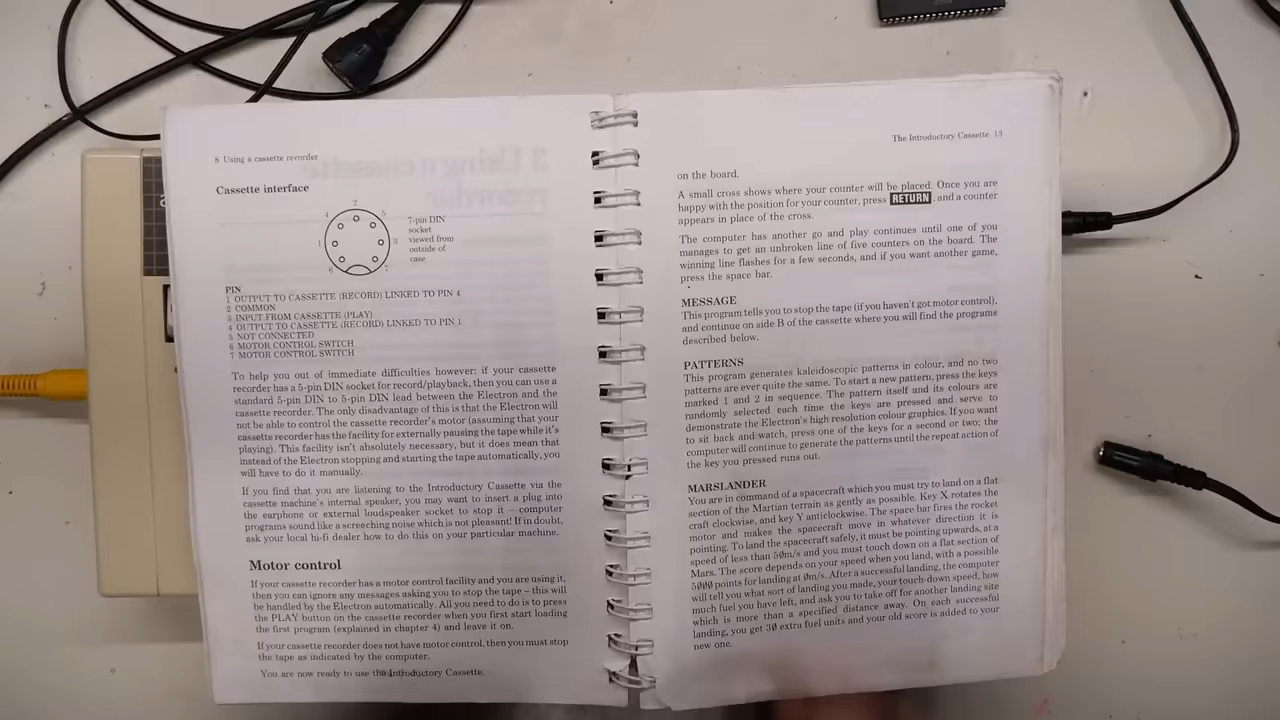 8 Using a cassette recorder
Cassette interface
2
4 5
1 3
6 7
7-pin DIN
socket
viewed from
outside of
case
PIN
1 OUTPUT TO CASSETTE (RECORD) LINKED TO PIN 4
2 COMMON
3 INPUT FROM CASSETTE (PLAY)
4 OUTPUT TO CASSETTE (RECORD) LINKED TO PIN 1
5 NOT CONNECTED
6 MOTOR CONTROL SWITCH
7 MOTOR CONTROL SWITCH
To help you out of immediate difficulties however: if your cassette
recorder has a 5-pin DIN socket for record/playback, then you can use a
standard 5-pin DIN to 5-pin DIN lead between the Electron and the
cassette recorder. The only disadvantage of this is that the Electron will
not be able to control the cassette recorder's motor (assuming that your
cassette recorder has the facility for externally pausing the tape while it's
playing). This facility isn't absolutely necessary, but it does mean that
instead of the Electron stopping and starting the tape automatically, you
will have to do it manually.
If you find that you are listening to the Introductory Cassette via the
cassette machine's internal speaker, you may want to insert a plug into
the earphone or external loudspeaker socket to stop it – computer
programs sound like a screeching noise which is not pleasant! If in doubt,
ask your local hi-fi dealer how to do this on your particular machine.
Motor control
If your cassette recorder has a motor control facility and you are using it,
then you can ignore any messages asking you to stop the tape – this will
be handled by the Electron automatically. All you need to do is to press
the PLAY button on the cassette recorder when you first start loading
the first program (explained in chapter 4) and leave it on.
If your cassette recorder does not have motor control, then you must stop
the tape as indicated by the computer.
You are now ready to use the Introductory Cassette.
The Introductory Cassette 13
on the board.
A small cross shows where your counter will be placed. Once you are
happy with the position for your counter, press RETURN, and a counter
appears in place of the cross.
The computer has another go and play continues until one of you
manages to get an unbroken line of five counters on the board. The
winning line flashes for a few seconds, and if you want another game,
press the space bar.
MESSAGE
This program tells you to stop the tape (if you haven't got motor control),
and continue on side B of the cassette where you will find the programs
described below.
PATTERNS
This program generates kaleidoscopic patterns in colour, and no two
patterns are ever quite the same. To start a new pattern, press the keys
marked 1 and 2 in sequence. The pattern itself and its colours are
randomly selected each time the keys are pressed and serve to
demonstrate the Electron's high resolution colour graphics. If you want
to sit back and watch, press one of the keys for a second or two; the
computer will continue to generate the patterns until the repeat action of
the key you pressed runs out.
MARSLANDER
You are in command of a spacecraft which you must try to land on a flat
section of the Martian terrain as gently as possible. Key X rotates the
craft clockwise, and key Y anticlockwise. The space bar fires the rocket
motor and makes the spacecraft move in whatever direction it is
pointing. To land the spacecraft safely, it must be pointing upwards, at a
speed of less than 50m/s and you must touch down on a flat section of
Mars. The score depends on your speed when you land, with a possible
5000 points for landing at 0m/s. After a successful landing, the computer
will tell you what sort of landing you made, your touch-down speed, how
much fuel you have left, and ask you to take off for another landing site
which is more than a specified distance away. On each successful
landing, you get 30 extra fuel units and your old score is added to your
new one.